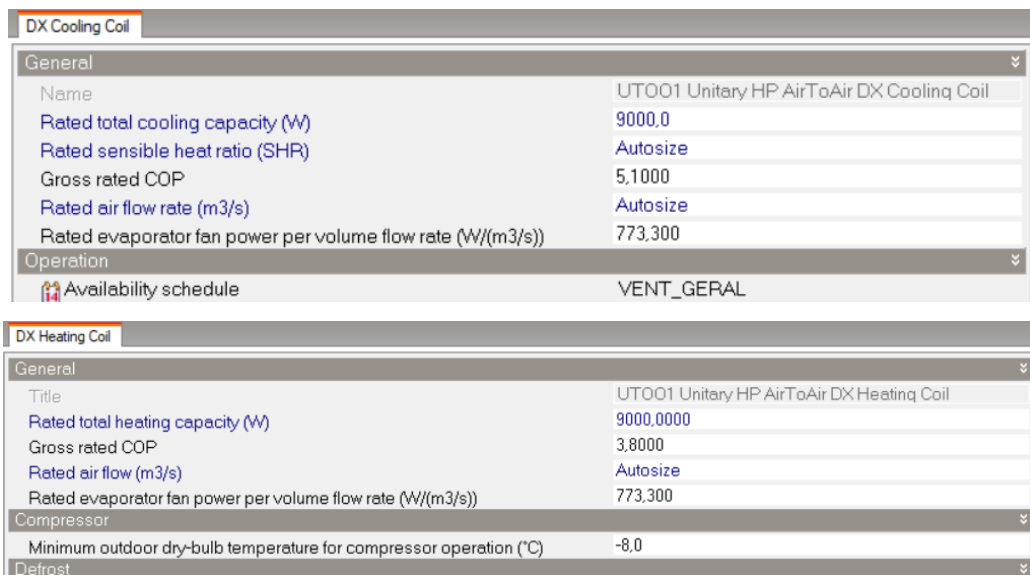 DX Cooling Coil
General
Name UTOO1 Unitary HP AirToAir DX Cooling Coil
Rated total cooling capacity (W) 9000,0
Rated sensible heat ratio (SHR) Autosize
Gross rated COP 5,1000
Rated air flow rate (m3/s) Autosize
Rated evaporator fan power per volume flow rate (W/(m3/s)) 773,300
Operation
14 Availability schedule VENT_GERAL
DX Heating Coil
General
Title UTOO1 Unitary HP AirToAir DX Heating Coil
Rated total heating capacity (W) 9000,0000
Gross rated COP 3,8000
Rated air flow (m3/s) Autosize
Rated evaporator fan power per volume flow rate (W/(m3/s)) 773,300
Compressor
Minimum outdoor dry-bulb temperature for compressor operation (°C) -8,0
Defrost